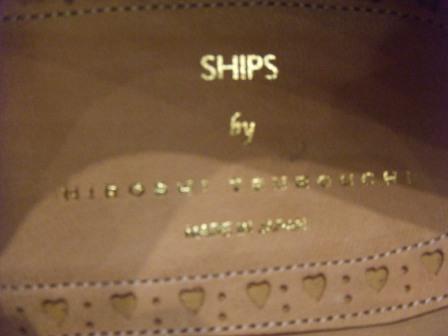 SHIPS
by
HIROSHI TSUBOUCHI
MADE IN JAPAN